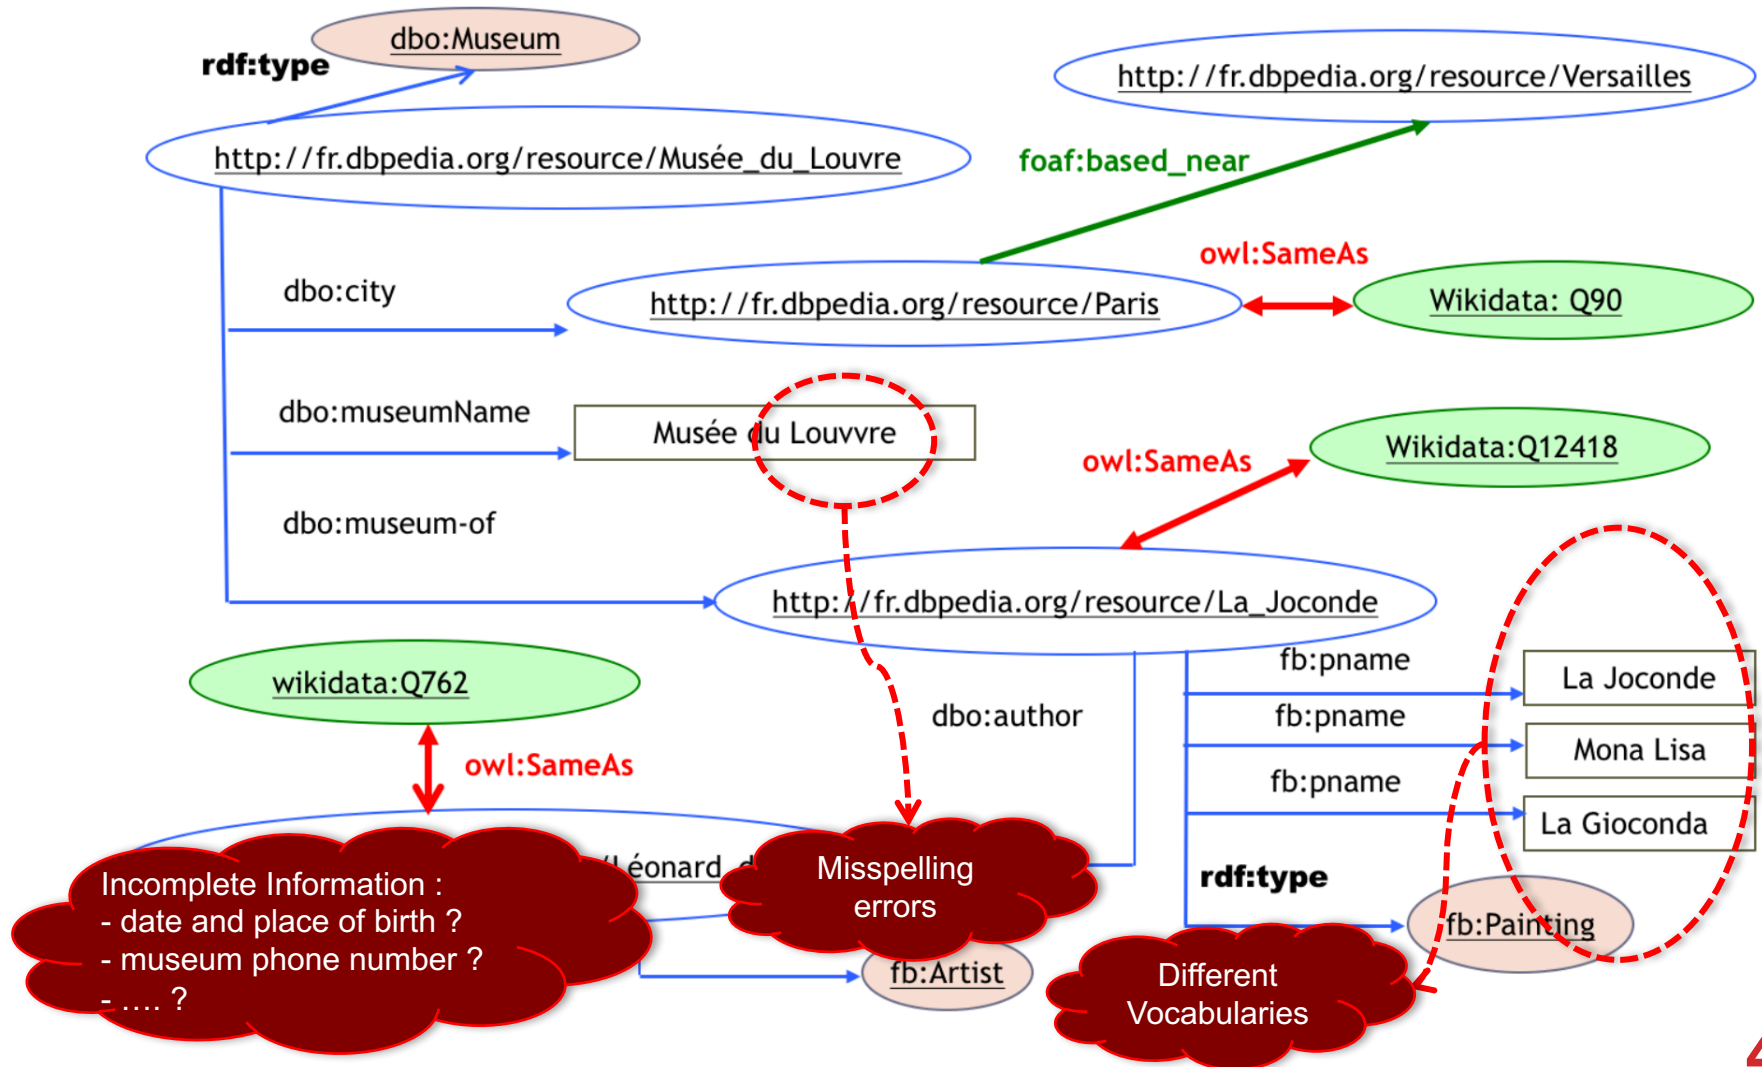 dbo:Museum
rdf:type
http://fr.dbpedia.org/resource/Versailles
http://fr.dbpedia.org/resource/Musée_du_Louvre
foaf:based_near
owl:SameAs
dbo:city
http://fr.dbpedia.org/resource/Paris
Wikidata: Q90
dbo:museumName
Musée du Louvvre
Wikidata:Q12418
owl:SameAs
dbo:museum-of
http://fr.dbpedia.org/resource/La_Joconde
fb:pname
La Joconde
wikidata:Q762
dbo:author
fb:pname
Mona Lisa
owl:SameAs
fb:pname
La Gioconda
/Léonard_d
Misspelling
errors
rdf:type
Incomplete Information :
- date and place of birth ?
- museum phone number ?
- .... ?
fb:Painting
fb:Artist
Different
Vocabularies
4